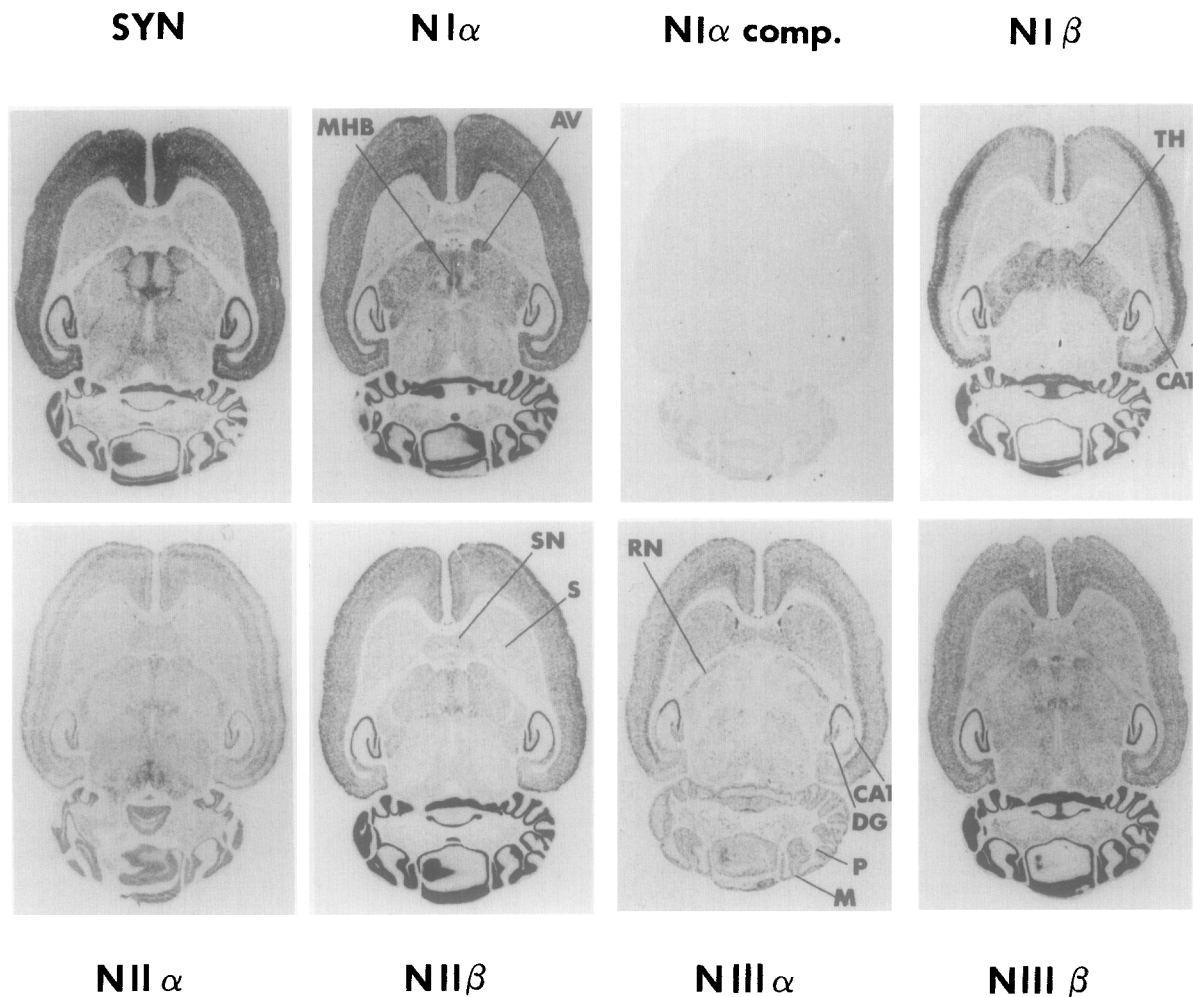 SYN NIα NIα comp. NIβ
MHB AV TH
CA1
SN S RN
CA1
DG
P
M
NIIα NIIβ NIIIα NIIIβ